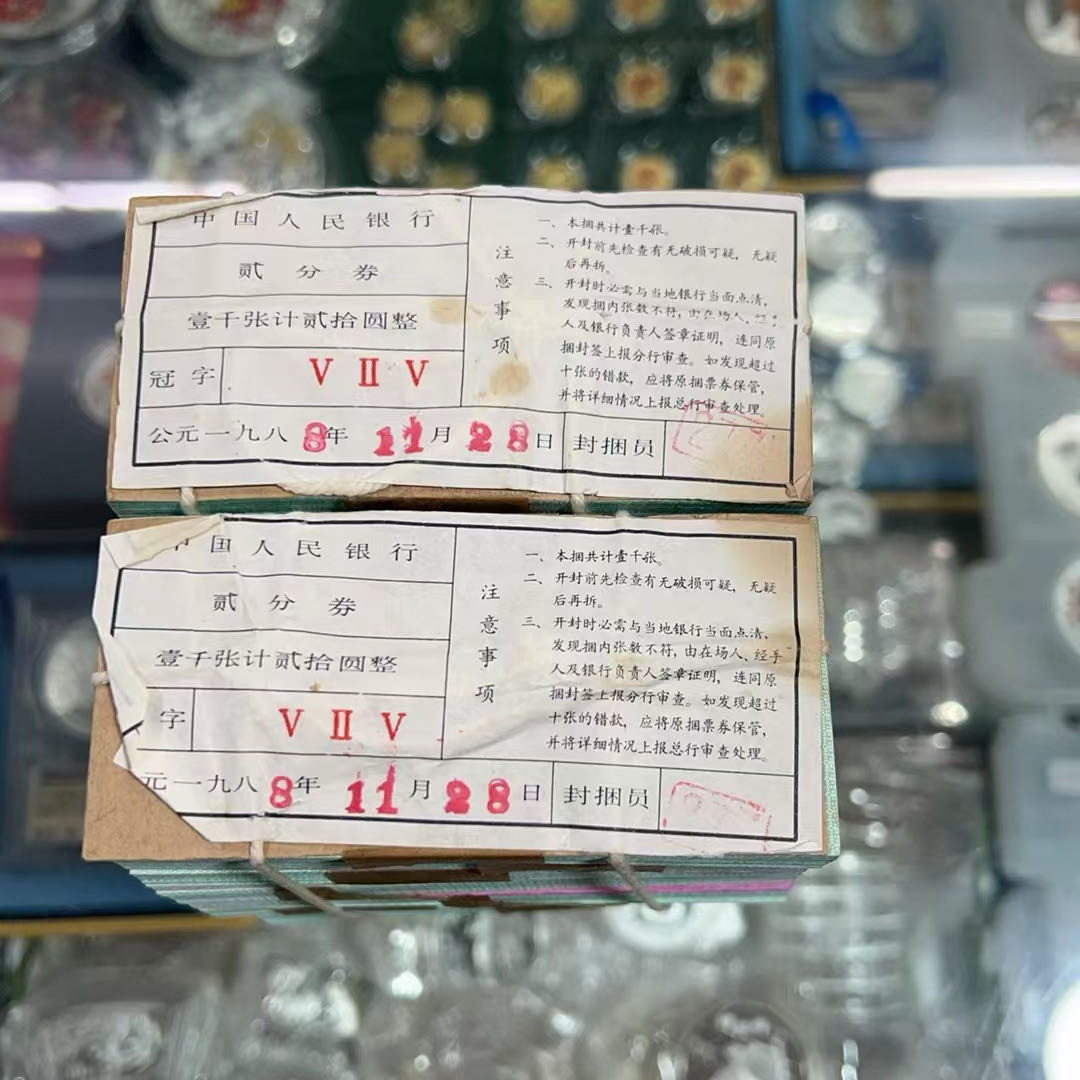 中国人民银行
贰分券
壹千张计贰拾圆整
冠字 V II V
公元一九八8年11月28日 封捆员
注意事项
一、本捆共计壹千张。
二、开封前先检查有无破损可疑，无疑
后再拆。
三、开封时必需与当地银行当面点清，
发现捆内张数不符，由在场人、经手
人及银行负责人签章证明，连同原
捆封签上报分行审查。如发现超过
十张的错款，应将原捆票券保管，
并将详细情况上报总行审查处理。
中国人民银行
贰分券
壹千张计贰拾圆整
字 V II V
元一九八8年11月28日 封捆员
注意事项
一、本捆共计壹千张。
二、开封前先检查有无破损可疑，无疑
后再拆。
三、开封时必需与当地银行当面点清，
发现捆内张数不符，由在场人、经手
人及银行负责人签章证明，连同原
捆封签上报分行审查。如发现超过
十张的错款，应将原捆票券保管，
并将详细情况上报总行审查处理。